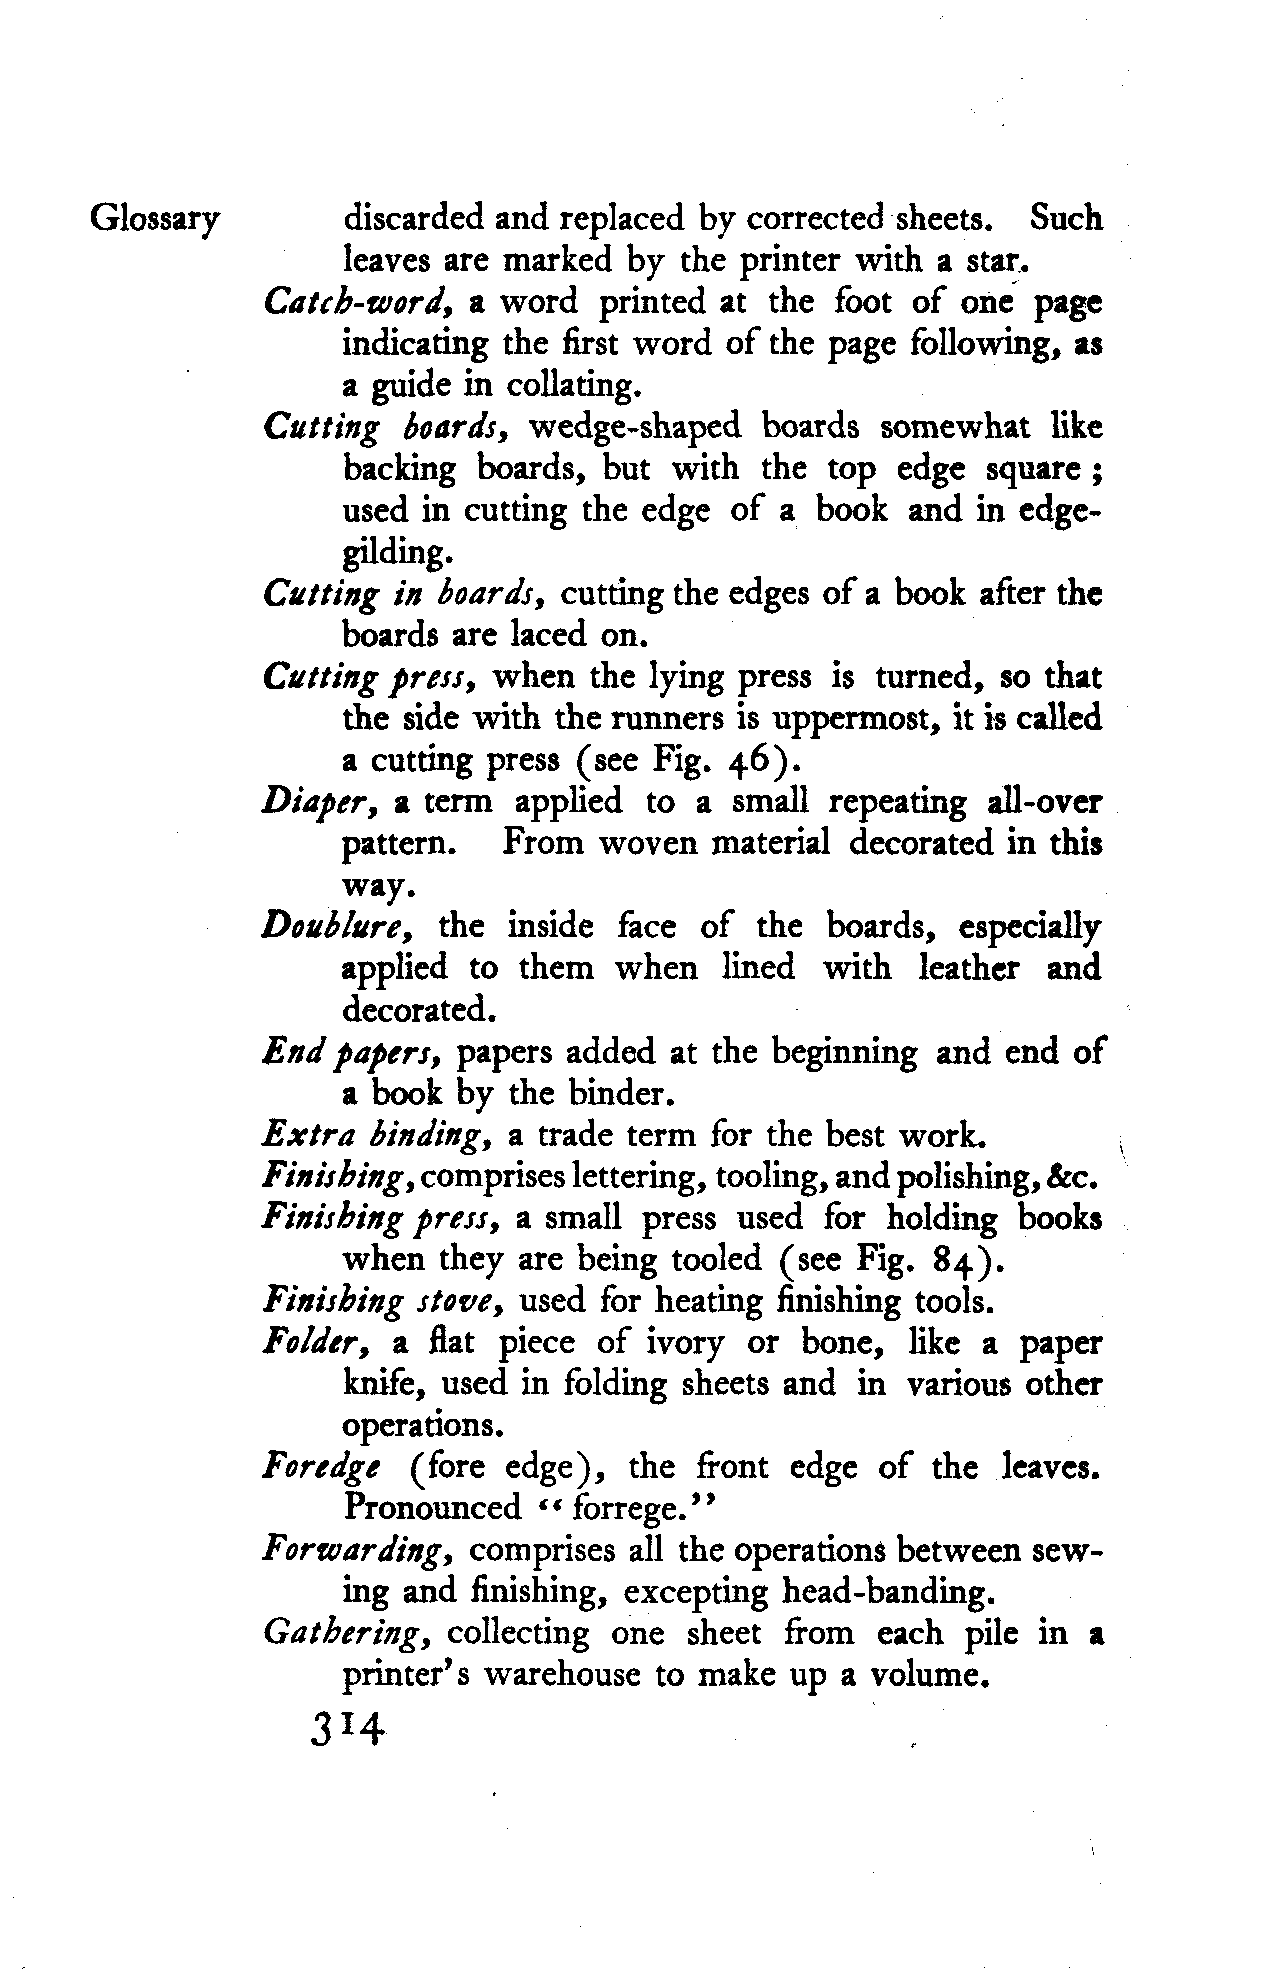 Glossary
discarded and replaced by corrected sheets. Such
leaves are marked by the printer with a star.
Catch-word, a word printed at the foot of one page
indicating the first word of the page following, as
a guide in collating.
Cutting boards, wedge-shaped boards somewhat like
backing boards, but with the top edge square ;
used in cutting the edge of a book and in edge-
gilding.
Cutting in boards, cutting the edges of a book after the
boards are laced on.
Cutting press, when the lying press is turned, so that
the side with the runners is uppermost, it is called
a cutting press (see Fig. 46).
Diaper, a term applied to a small repeating all-over
pattern. From woven material decorated in this
way.
Doublure, the inside face of the boards, especially
applied to them when lined with leather and
decorated.
End papers, papers added at the beginning and end of
a book by the binder.
Extra binding, a trade term for the best work.
Finishing, comprises lettering, tooling, and polishing, &c.
Finishing press, a small press used for holding books
when they are being tooled (see Fig. 84).
Finishing stove, used for heating finishing tools.
Folder, a flat piece of ivory or bone, like a paper
knife, used in folding sheets and in various other
operations.
Foredge (fore edge), the front edge of the leaves.
Pronounced “ forrege.”
Forwarding, comprises all the operations between sew-
ing and finishing, excepting head-banding.
Gathering, collecting one sheet from each pile in a
printer’s warehouse to make up a volume.
314